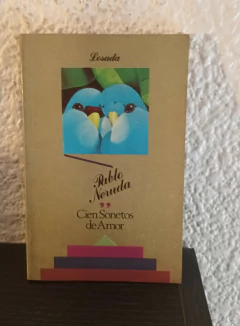 Losada
Pablo
Neruda
Cien Sonetos
de Amor